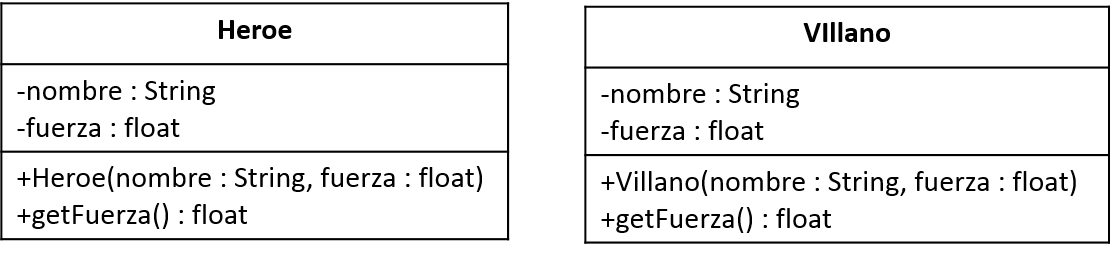 Heroe
-nombre : String
-fuerza : float
+Heroe(nombre : String, fuerza : float)
+getFuerza() : float
VIllano
-nombre : String
-fuerza : float
+Villano(nombre : String, fuerza : float)
+getFuerza() : float